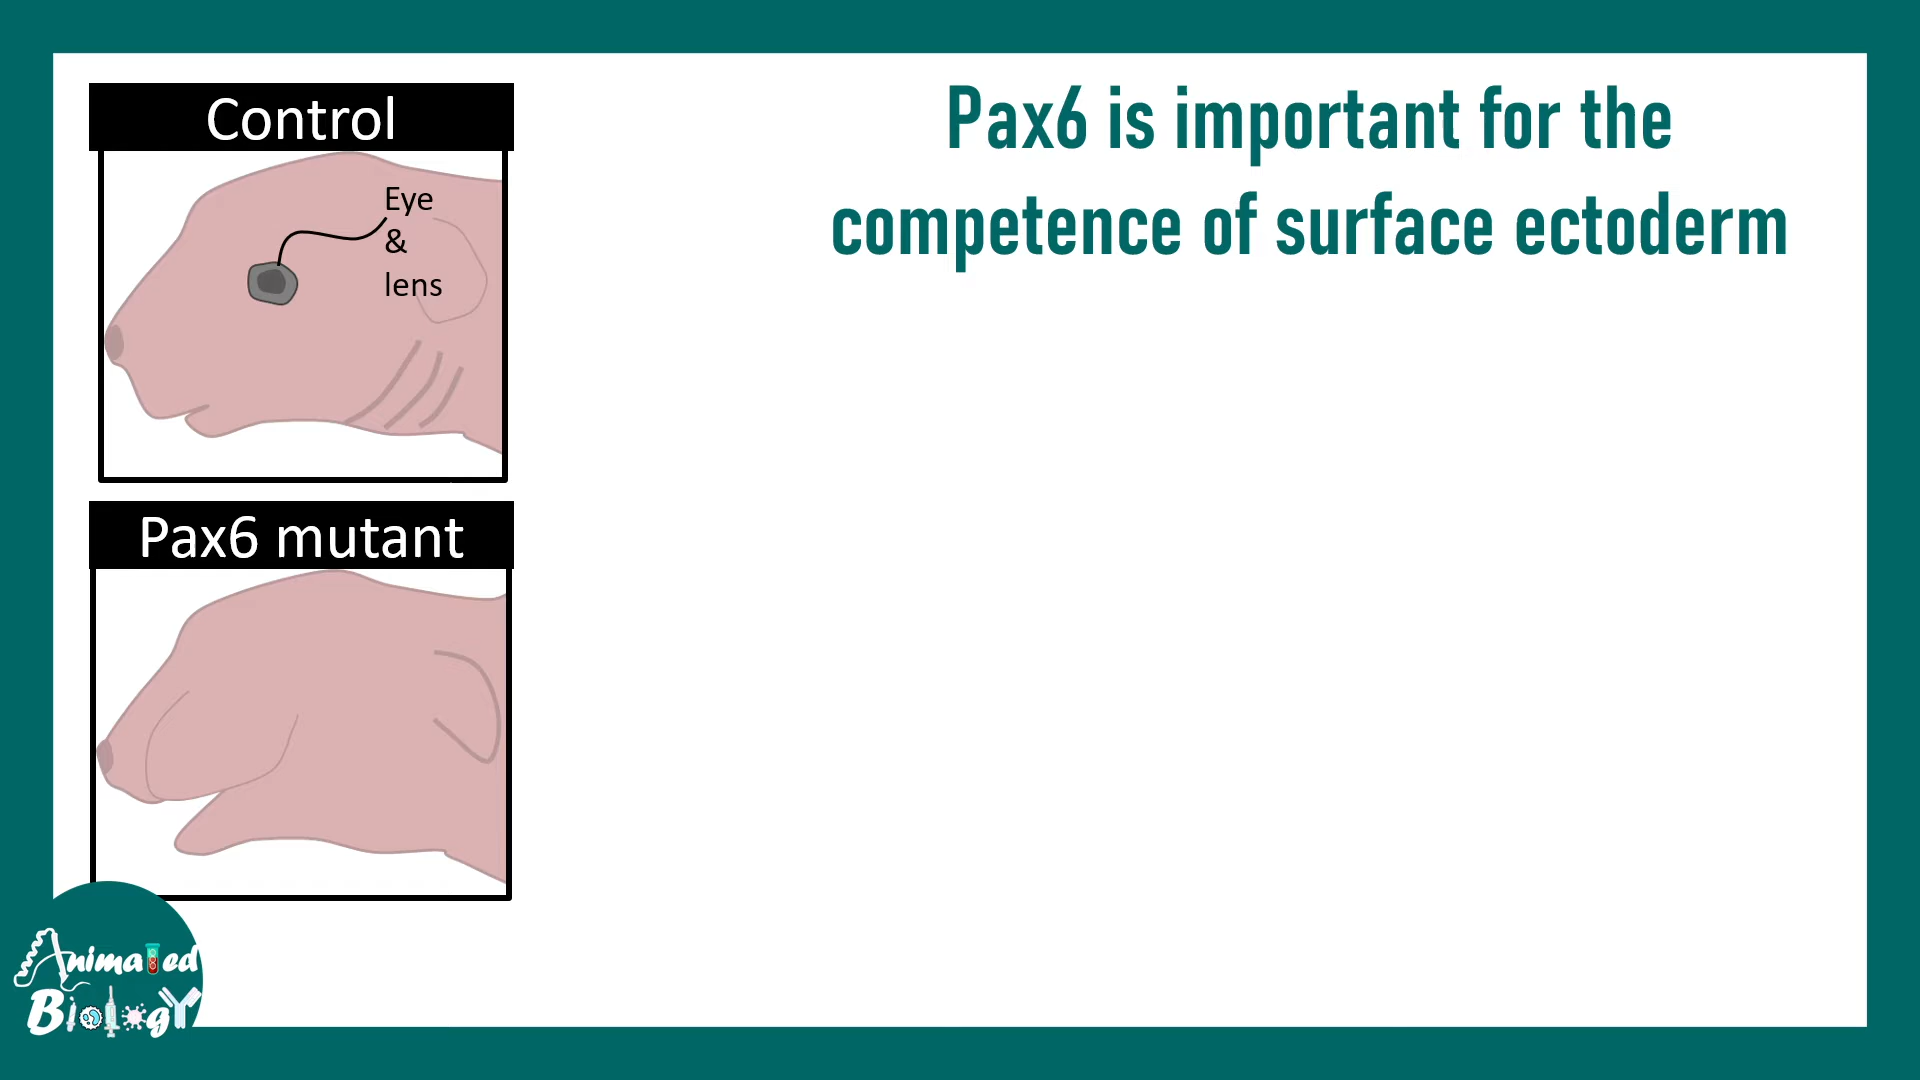 Control
Eye
&
lens
Pax6 mutant
Pax6 is important for the
competence of surface ectoderm
Animated
Biology